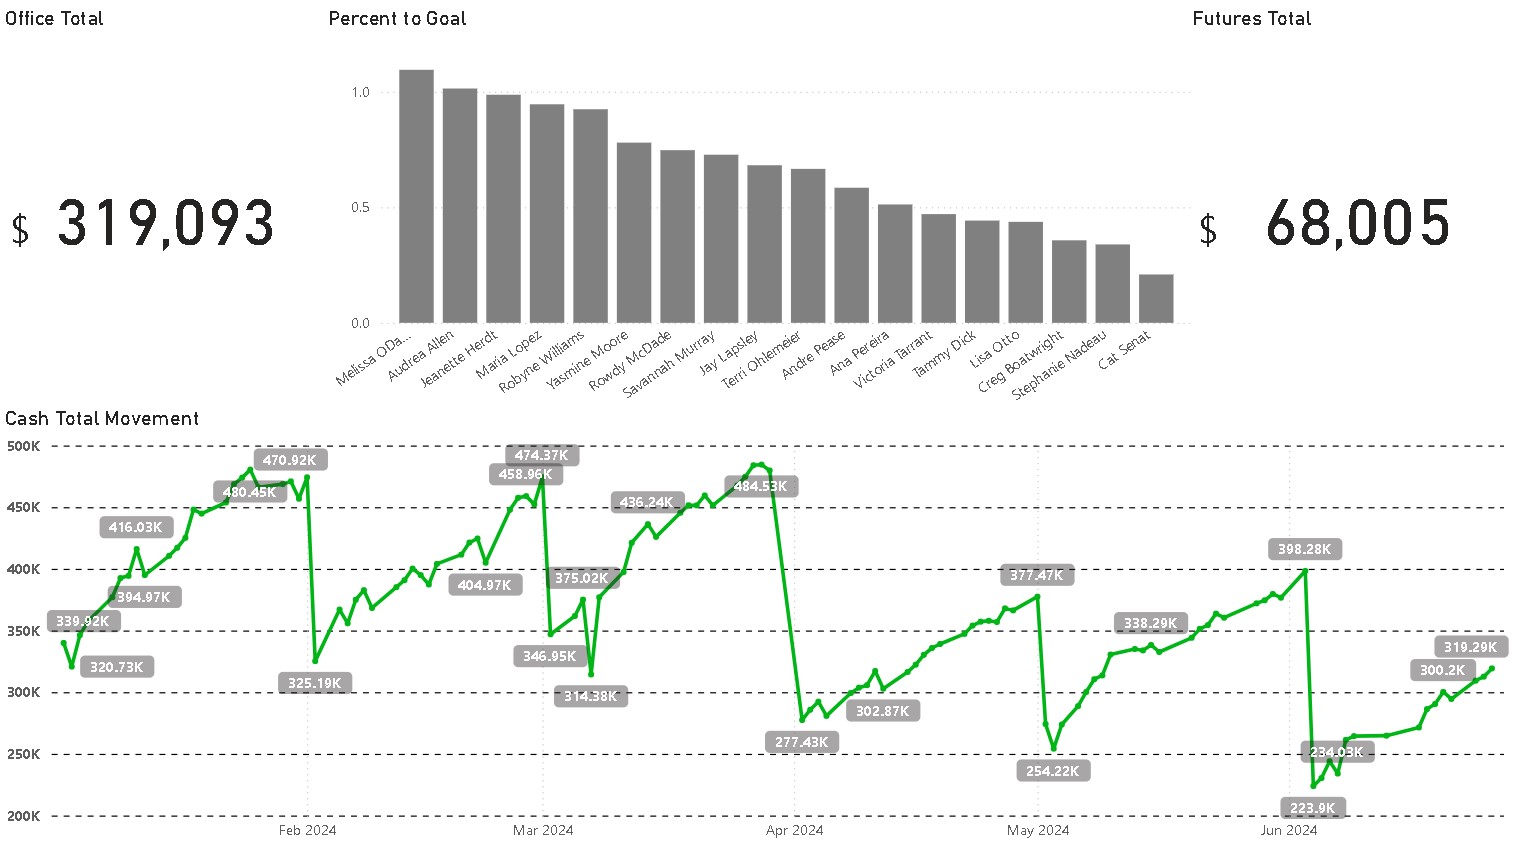 Office Total
Percent to Goal
Futures Total
$ 319,093
$ 68,005
1.0
0.5
0.0
Melissa ODa...
Audrea Allen
Jeanette Herdt
Maria Lopez
Robyne Williams
Yasmine Moore
Rowdy McDade
Savannah Murray
Jay Lapsley
Terri Ohlemeier
Andre Pease
Ana Pereira
Victoria Tarrant
Tammy Dick
Lisa Otto
Creg Boatwright
Stephanie Nadeau
Cat Senat
Cash Total Movement
500K
450K
400K
350K
300K
250K
200K
339.92K
320.73K
416.03K
394.97K
480.45K
470.92K
325.19K
404.97K
458.96K
474.37K
346.95K
375.02K
314.38K
436.24K
484.53K
277.43K
302.87K
377.47K
254.22K
338.29K
398.28K
223.9K
234.03K
300.2K
319.29K
Feb 2024
Mar 2024
Apr 2024
May 2024
Jun 2024